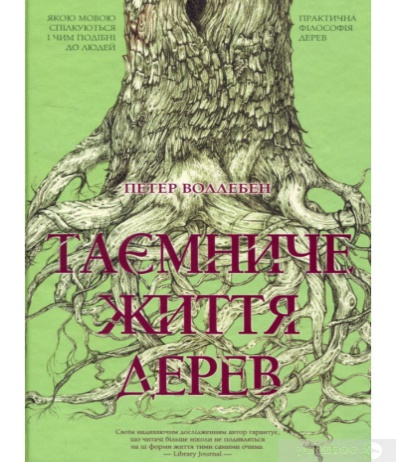 ЯКОЮ МОВОЮ
СПІЛКУЮТЬСЯ
І ЧИМ ПОДІБНІ
ДО ЛЮДЕЙ
ПРАКТИЧНА
ФІЛОСОФІЯ
ДЕРЕВ
ПЕТЕР ВОЛЛЕБЕН
ТАЄМНИЧЕ
ЖИТТЯ
ДЕРЕВ
Своїм надихаючим дослідженням автор гарантує,
що читачі більше ніколи не подивляться
на ці форми життя тими самими очима.
— Library Journal —